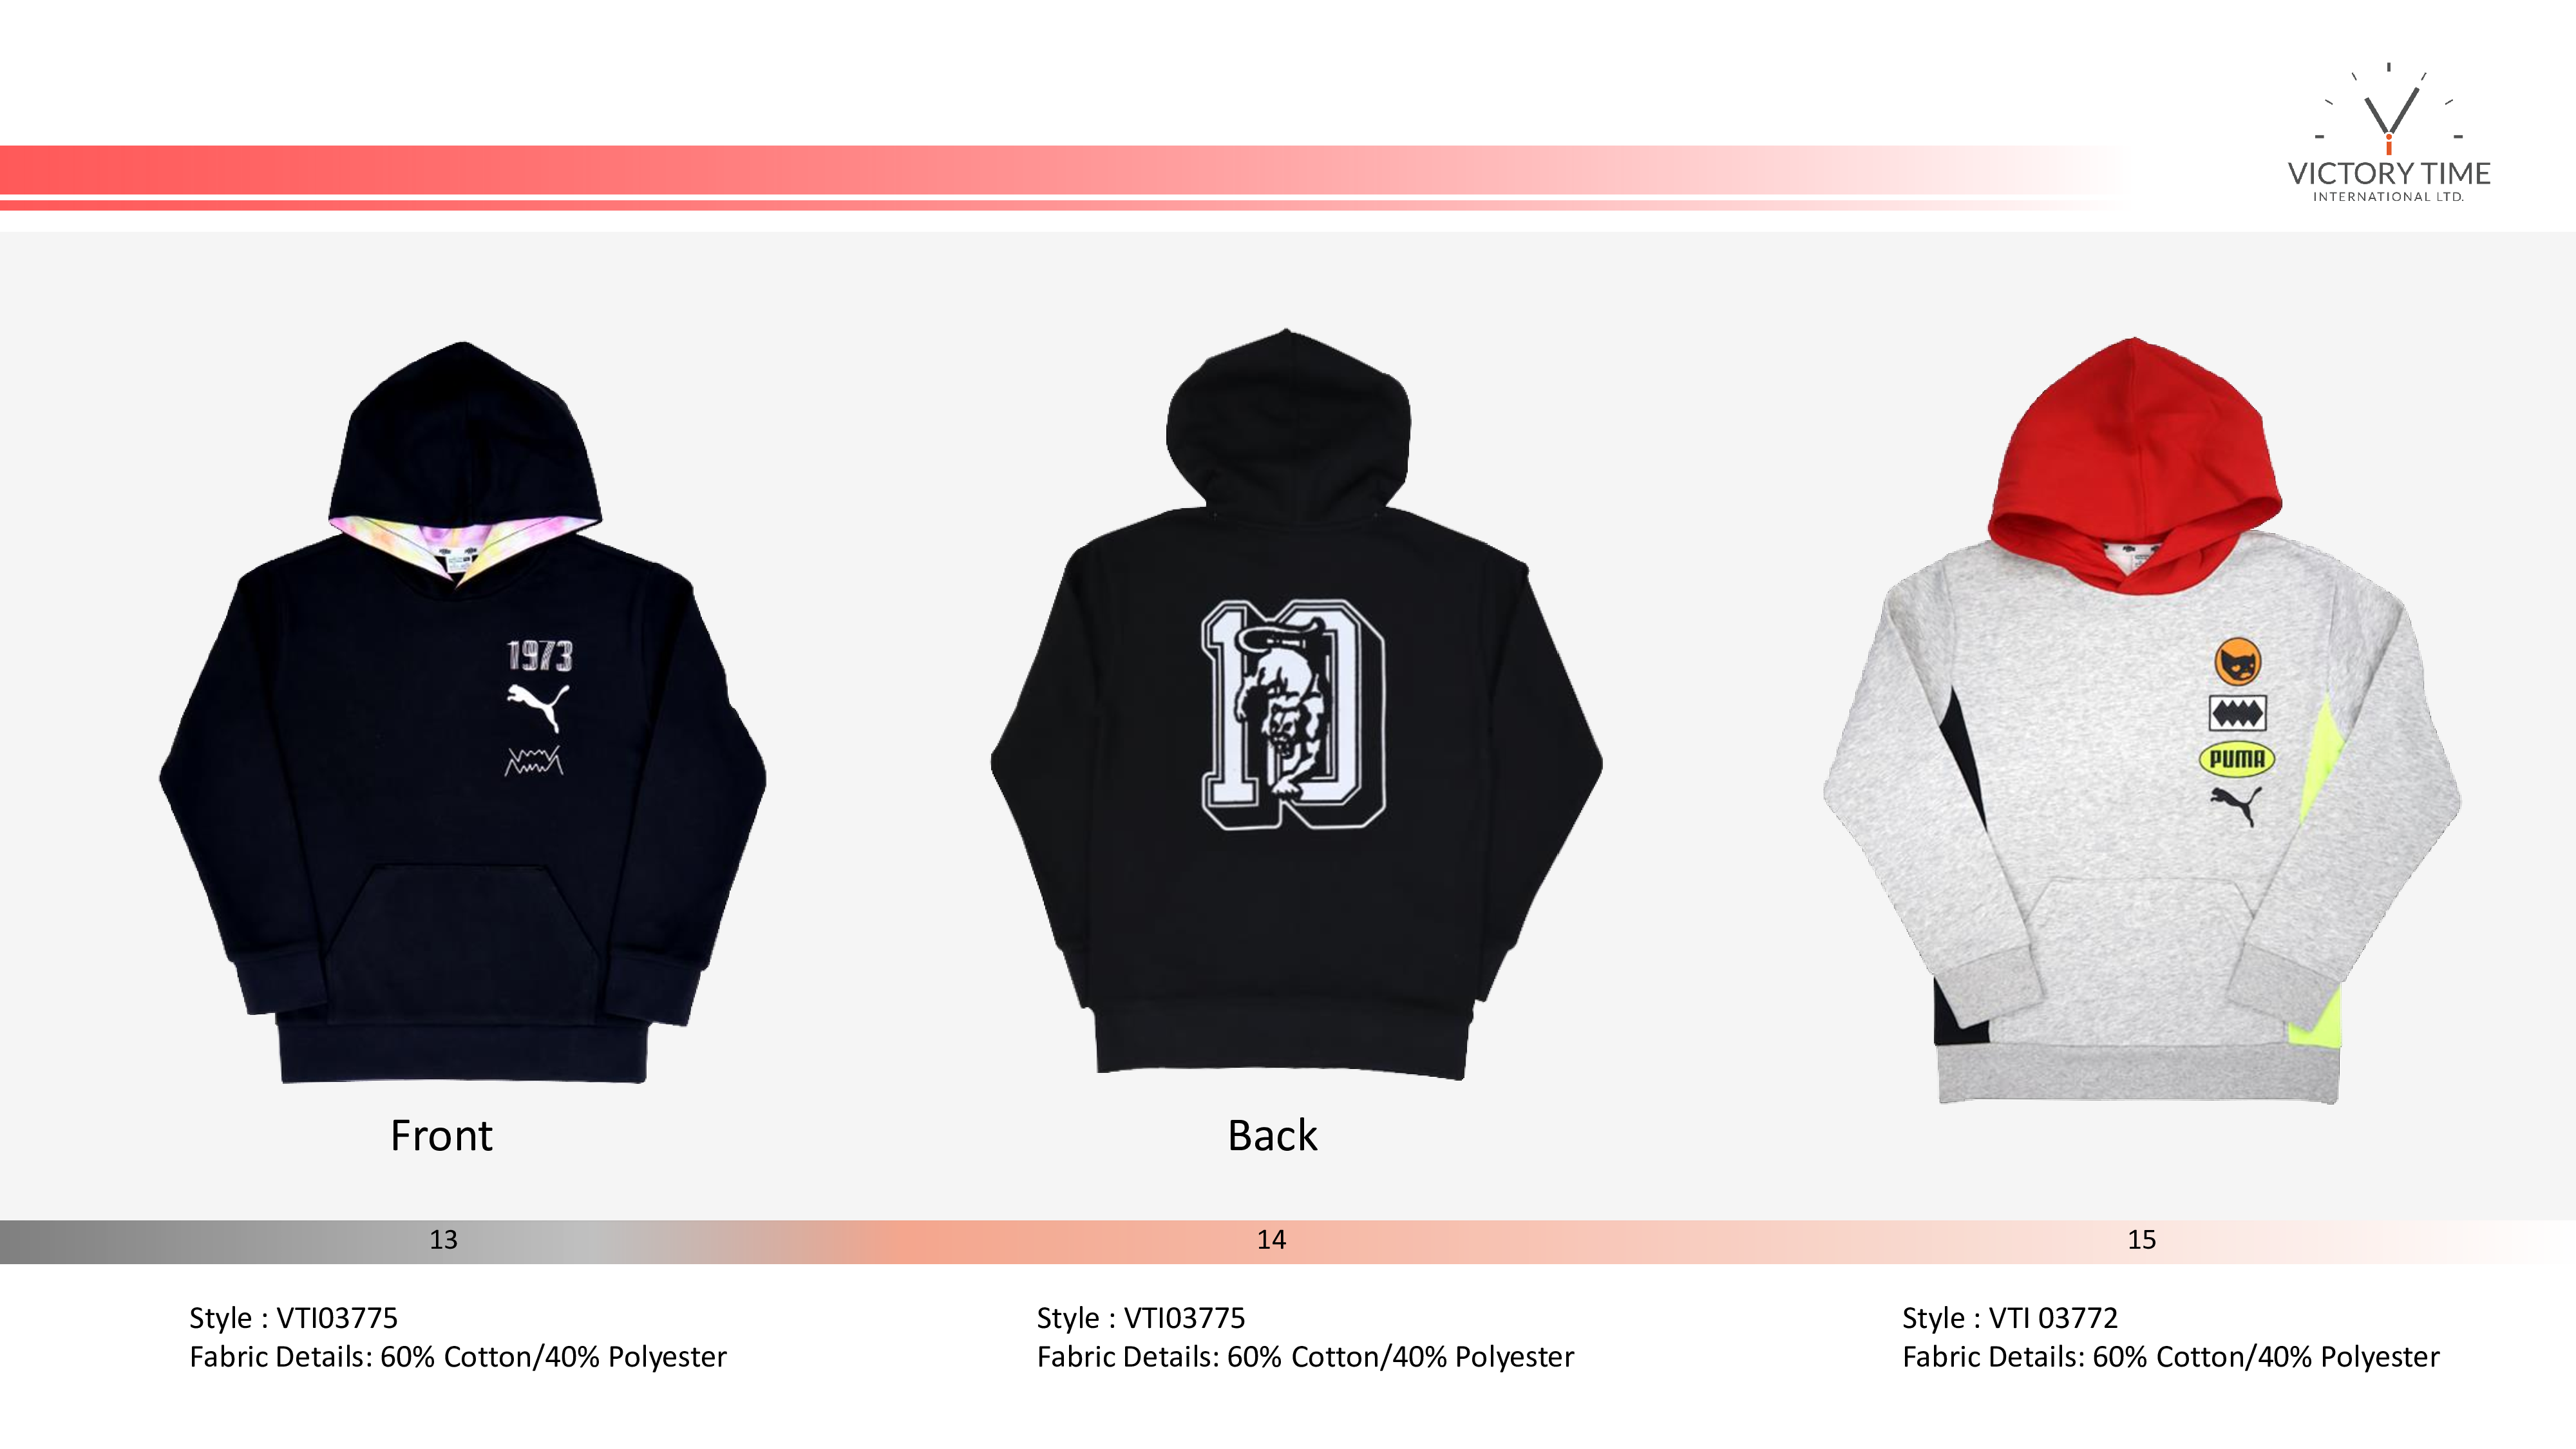 VICTORY TIME
INTERNATIONAL LTD.
1973
10
PUMA
Front
Back
13
14
15
Style : VTI03775
Fabric Details: 60% Cotton/40% Polyester
Style : VTI03775
Fabric Details: 60% Cotton/40% Polyester
Style : VTI 03772
Fabric Details: 60% Cotton/40% Polyester